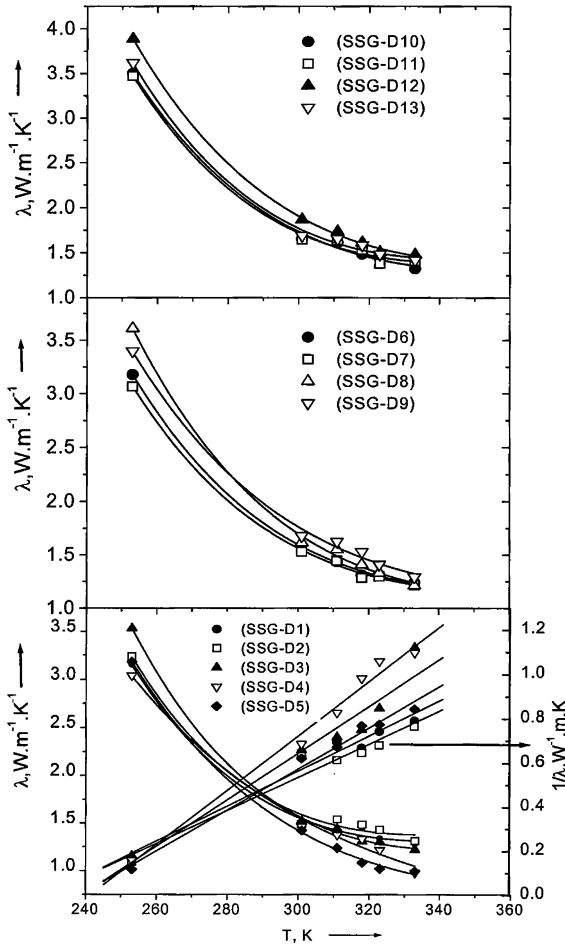 4.0
3.5
3.0
2.5
2.0
1.5
1.0
λ,W.m⁻¹.K⁻¹
(SSG-D10)
(SSG-D11)
(SSG-D12)
(SSG-D13)
3.5
3.0
2.5
2.0
1.5
1.0
λ,W.m⁻¹.K⁻¹
(SSG-D6)
(SSG-D7)
(SSG-D8)
(SSG-D9)
3.5
3.0
2.5
2.0
1.5
1.0
λ,W.m⁻¹.K⁻¹
(SSG-D1)
(SSG-D2)
(SSG-D3)
(SSG-D4)
(SSG-D5)
1.2
1.0
0.8
0.6
0.4
0.2
0.0
1/λ,W⁻¹.m.K
240 260 280 300 320 340 360
T, K